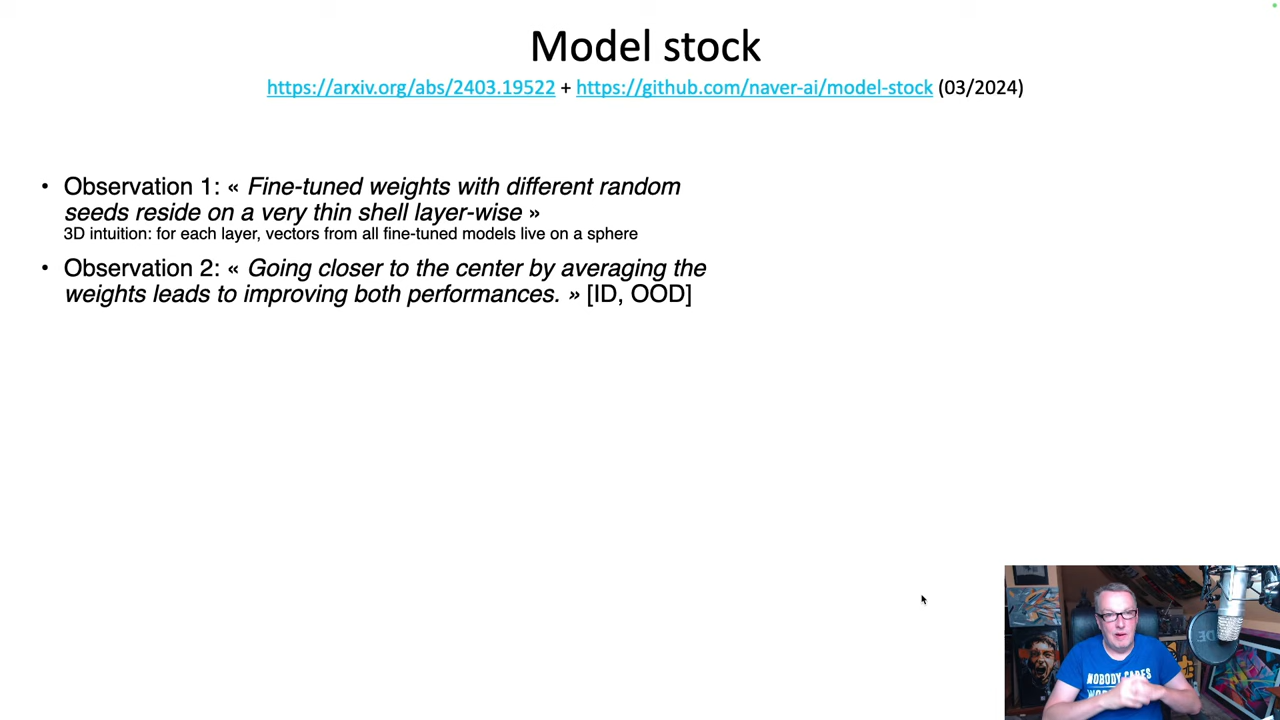 Model stock
https://arxiv.org/abs/2403.19522 + https://github.com/naver-ai/model-stock (03/2024)
• Observation 1: « Fine-tuned weights with different random
seeds reside on a very thin shell layer-wise »
3D intuition: for each layer, vectors from all fine-tuned models live on a sphere
• Observation 2: « Going closer to the center by averaging the
weights leads to improving both performances. » [ID, OOD]
NOBODY CARES